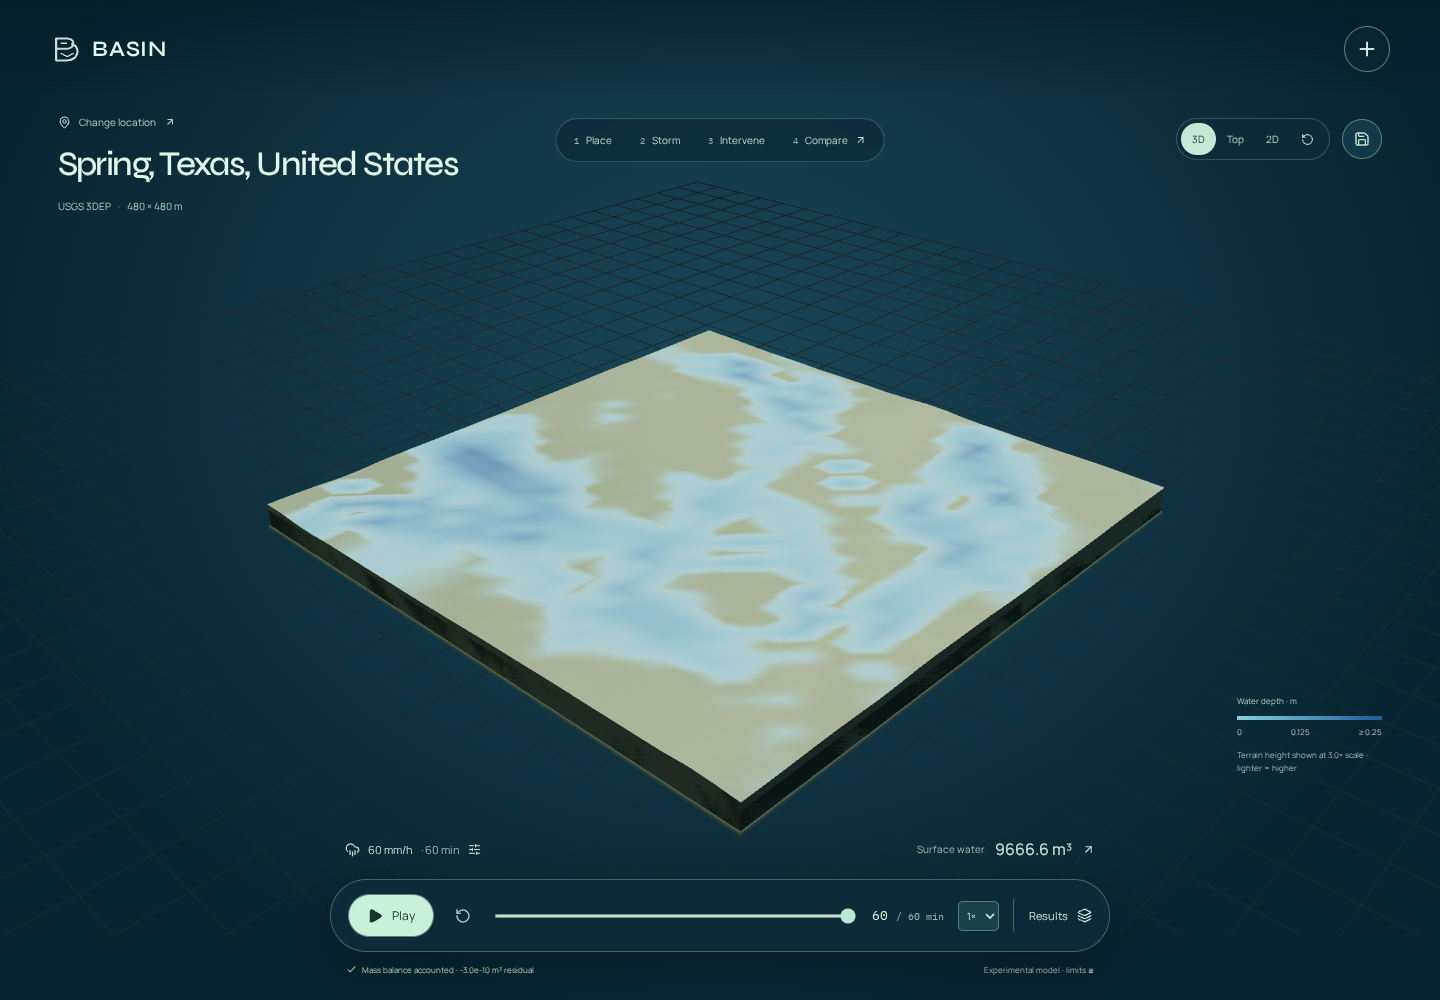 BASIN
Change location
1 Place 2 Storm 3 Intervene 4 Compare
3D Top 2D
Spring, Texas, United States
USGS 3DEP · 480 × 480 m
Water depth · m
0 0.125 ≥ 0.25
Terrain height shown at 3.0× scale ·
lighter = higher
60 mm/h · 60 min
Surface water 9666.6 m³
Play
60 / 60 min
1×
Results
Mass balance accounted · -3.0e-10 m³ residual
Experimental model · limits